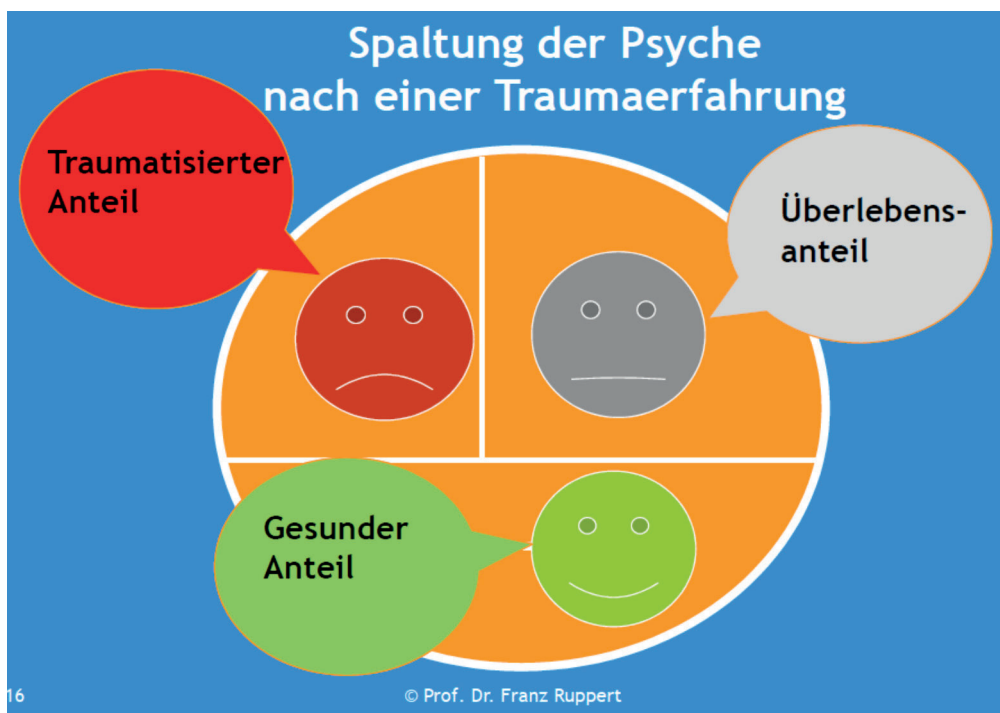 Spaltung der Psyche
nach einer Traumaerfahrung
Traumatisierter
Anteil
Überlebens-
anteil
Gesunder
Anteil
16
© Prof. Dr. Franz Ruppert